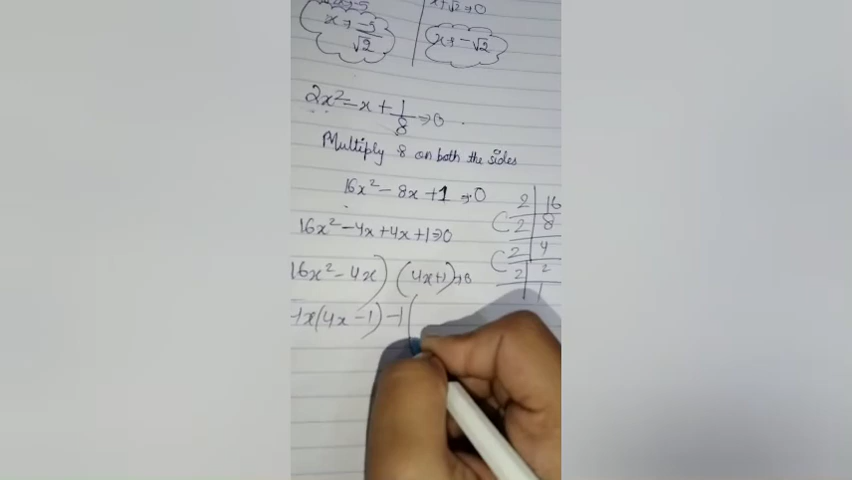 x → -5/√2
x+√2 → 0
x → -√2
2x² - x + 1/8 → 0
Multiply 8 on both the sides
16x² - 8x + 1 → 0
16x² - 4x + 4x + 1 → 0
16x² - 4x) (4x+1) → 0
4x(4x - 1) -1(
2 | 16
2 | 8
2 | 4
2 | 2
1